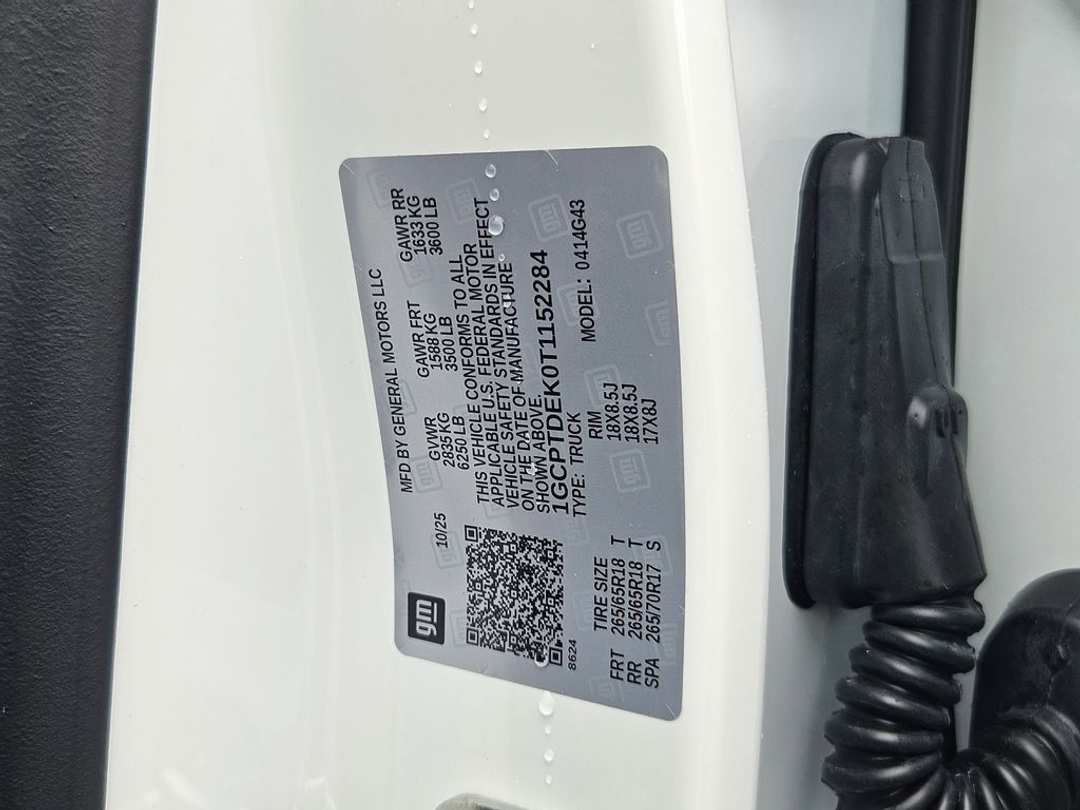 gm
MFD BY GENERAL MOTORS LLC
10/25
GVWR GAWR FRT GAWR RR
2835 KG 1588 KG 1633 KG
6250 LB 3500 LB 3600 LB
THIS VEHICLE CONFORMS TO ALL
APPLICABLE U.S. FEDERAL MOTOR
VEHICLE SAFETY STANDARDS IN EFFECT
ON THE DATE OF MANUFACTURE
SHOWN ABOVE.
1GCPTDEK0T1152284
TYPE: TRUCK MODEL: 0414G43
8624
TIRE SIZE RIM
FRT 265/65R18 T 18X8.5J
RR 265/65R18 T 18X8.5J
SPA 265/70R17 S 17X8J